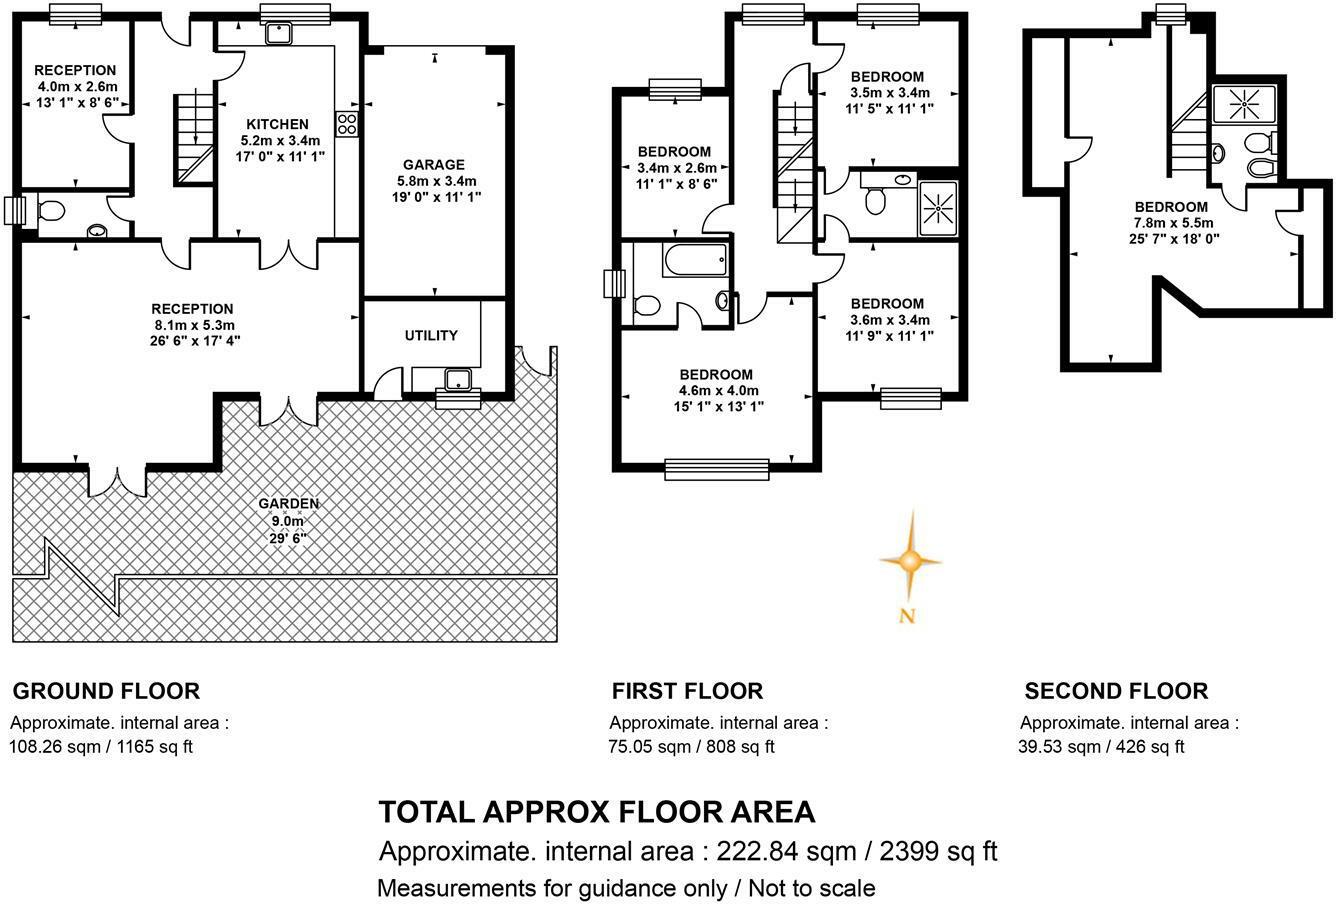 RECEPTION
4.0m x 2.6m
13' 1" x 8' 6"
KITCHEN
5.2m x 3.4m
17' 0" x 11' 1"
GARAGE
5.8m x 3.4m
19' 0" x 11' 1"
RECEPTION
8.1m x 5.3m
26' 6" x 17' 4"
UTILITY
GARDEN
9.0m
29' 6"
BEDROOM
3.5m x 3.4m
11' 5" x 11' 1"
BEDROOM
3.4m x 2.6m
11' 1" x 8' 6"
BEDROOM
3.6m x 3.4m
11' 9" x 11' 1"
BEDROOM
4.6m x 4.0m
15' 1" x 13' 1"
BEDROOM
7.8m x 5.5m
25' 7" x 18' 0"
N
GROUND FLOOR
Approximate. internal area :
108.26 sqm / 1165 sq ft
FIRST FLOOR
Approximate. internal area :
75.05 sqm / 808 sq ft
SECOND FLOOR
Approximate. internal area :
39.53 sqm / 426 sq ft
TOTAL APPROX FLOOR AREA
Approximate. internal area : 222.84 sqm / 2399 sq ft
Measurements for guidance only / Not to scale